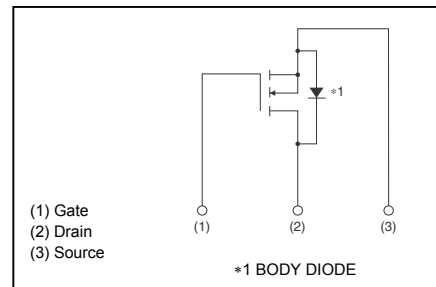 ∗1
(1) Gate
(2) Drain
(3) Source
(1) (2) (3)
∗1 BODY DIODE